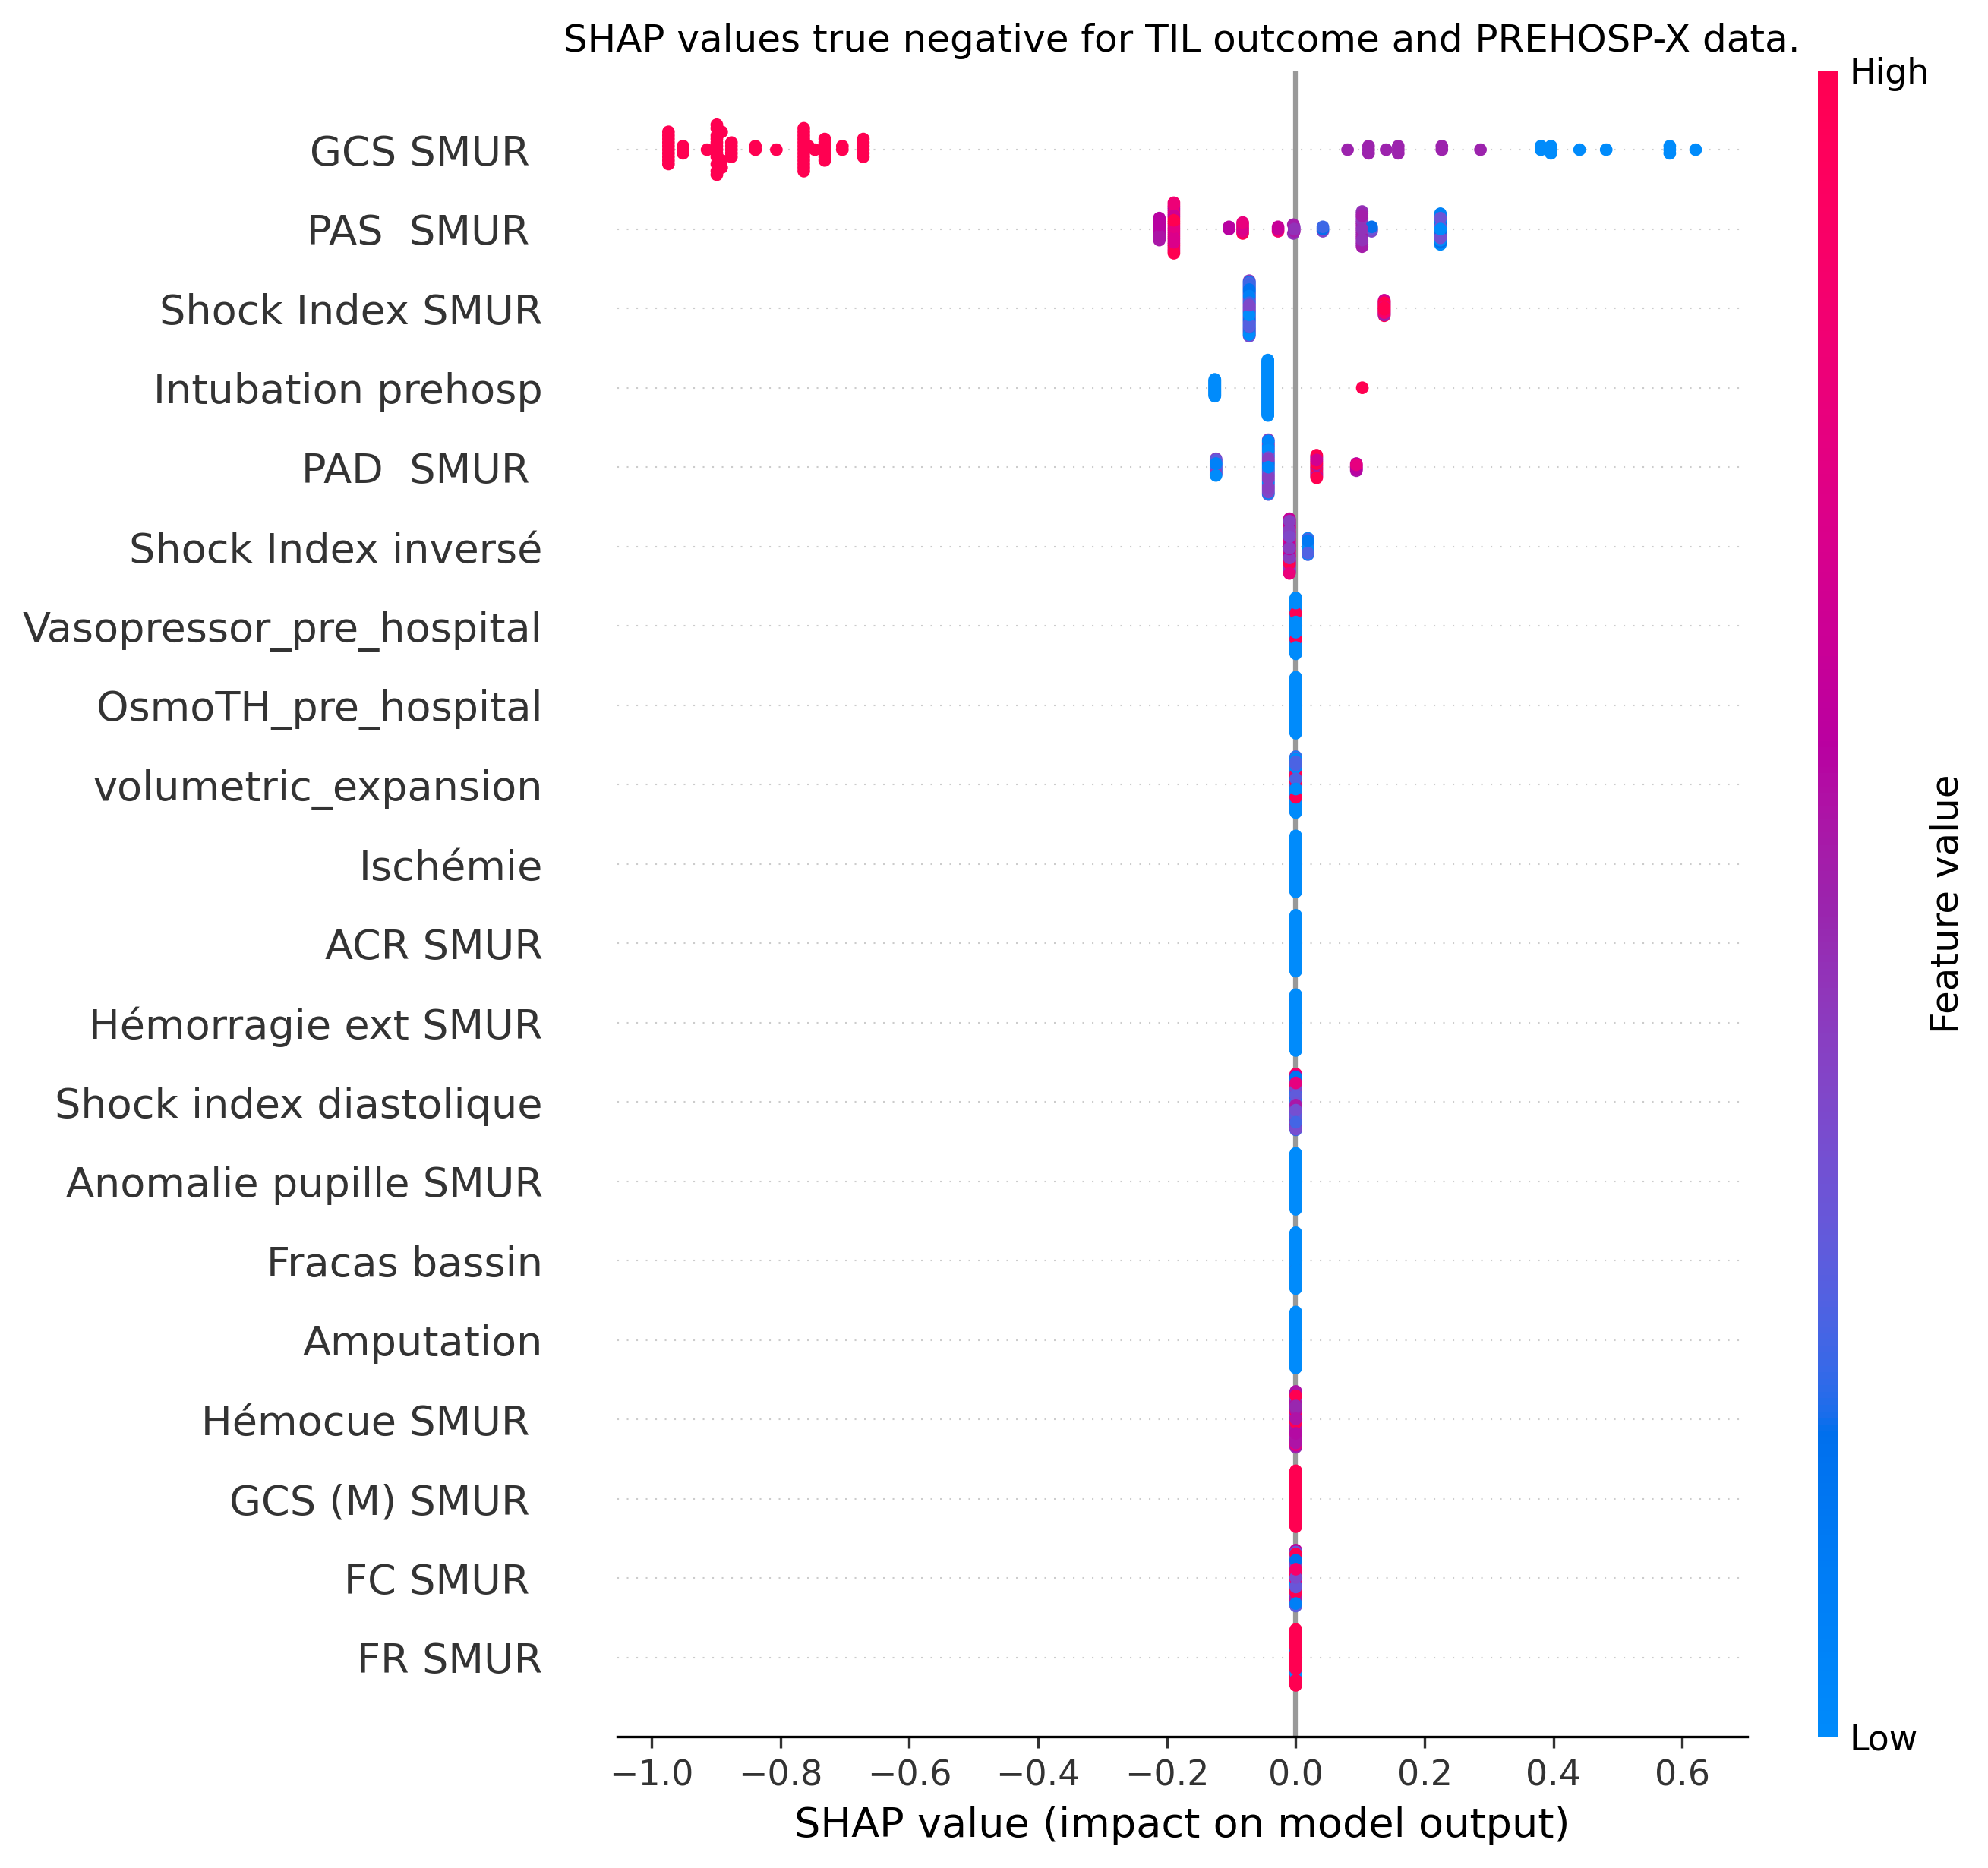 SHAP values true negative for TIL outcome and PREHOSP-X data.
High
GCS SMUR
PAS  SMUR
Shock Index SMUR
Intubation prehosp
PAD  SMUR
Shock Index inversé
Vasopressor_pre_hospital
OsmoTH_pre_hospital
volumetric_expansion
Ischémie
ACR SMUR
Hémorragie ext SMUR
Shock index diastolique
Anomalie pupille SMUR
Fracas bassin
Amputation
Hémocue SMUR
GCS (M) SMUR
FC SMUR
FR SMUR
Feature value
Low
−1.0 −0.8 −0.6 −0.4 −0.2 0.0 0.2 0.4 0.6
SHAP value (impact on model output)